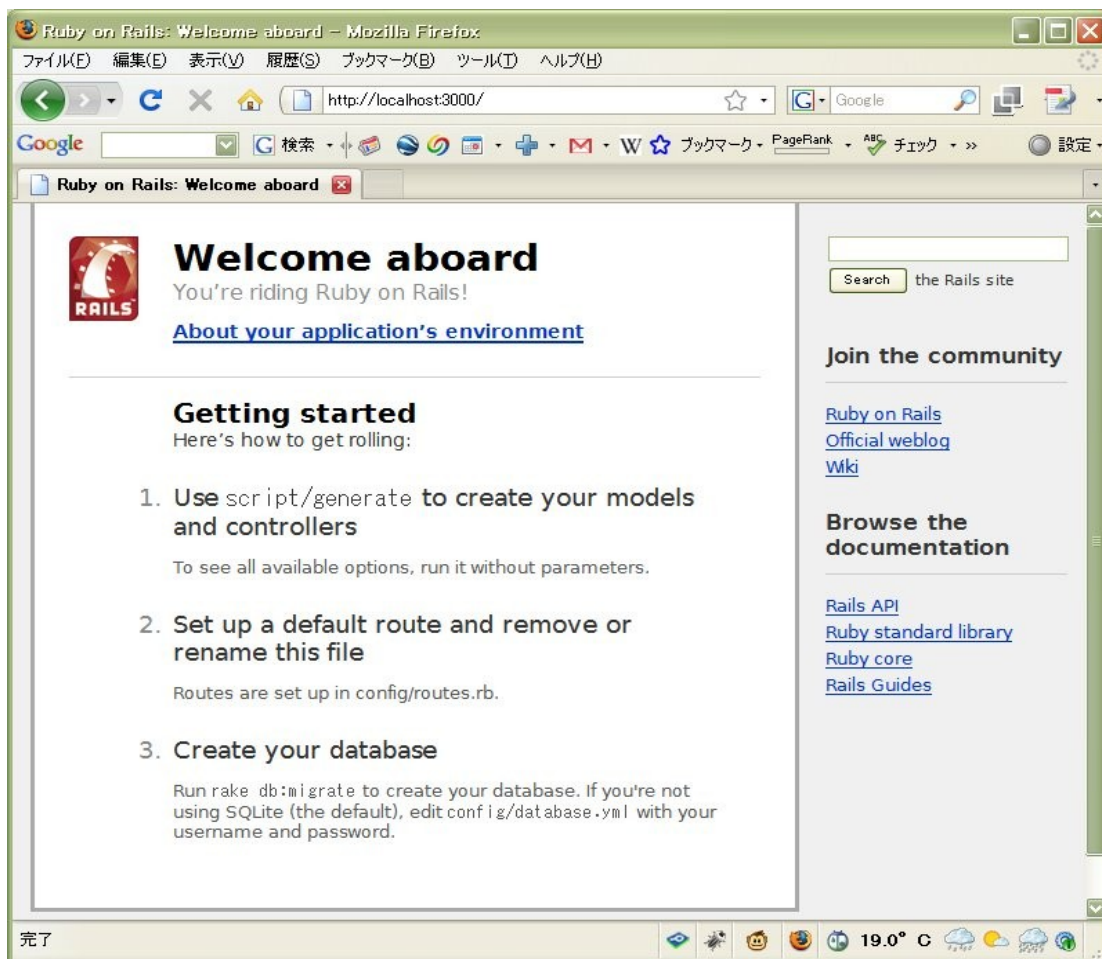 Ruby on Rails: Welcome aboard - Mozilla Firefox
ファイル(F) 編集(E) 表示(V) 履歴(S) ブックマーク(B) ツール(T) ヘルプ(H)
http://localhost:3000/
G Google
Google G 検索 M W ブックマーク PageRank ABC チェック » 設定
Ruby on Rails: Welcome aboard
RAILS
Welcome aboard
You're riding Ruby on Rails!
About your application's environment
Getting started
Here's how to get rolling:
1. Use script/generate to create your models
and controllers
To see all available options, run it without parameters.
2. Set up a default route and remove or
rename this file
Routes are set up in config/routes.rb.
3. Create your database
Run rake db:migrate to create your database. If you're not
using SQLite (the default), edit config/database.yml with your
username and password.
Search the Rails site
Join the community
Ruby on Rails
Official weblog
Wiki
Browse the
documentation
Rails API
Ruby standard library
Ruby core
Rails Guides
完了
19.0° C